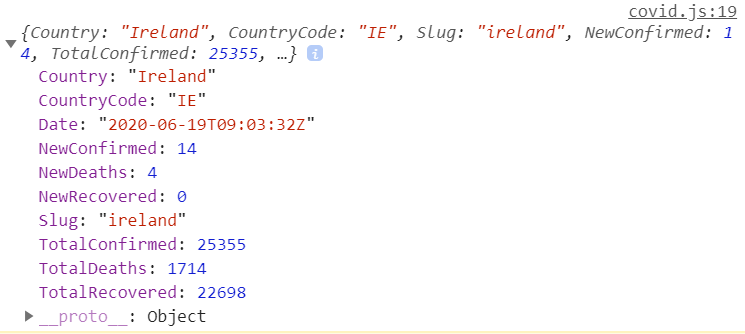 covid.js:19
{Country: "Ireland", CountryCode: "IE", Slug: "ireland", NewConfirmed: 1
4, TotalConfirmed: 25355, …} i
Country: "Ireland"
CountryCode: "IE"
Date: "2020-06-19T09:03:32Z"
NewConfirmed: 14
NewDeaths: 4
NewRecovered: 0
Slug: "ireland"
TotalConfirmed: 25355
TotalDeaths: 1714
TotalRecovered: 22698
__proto__: Object